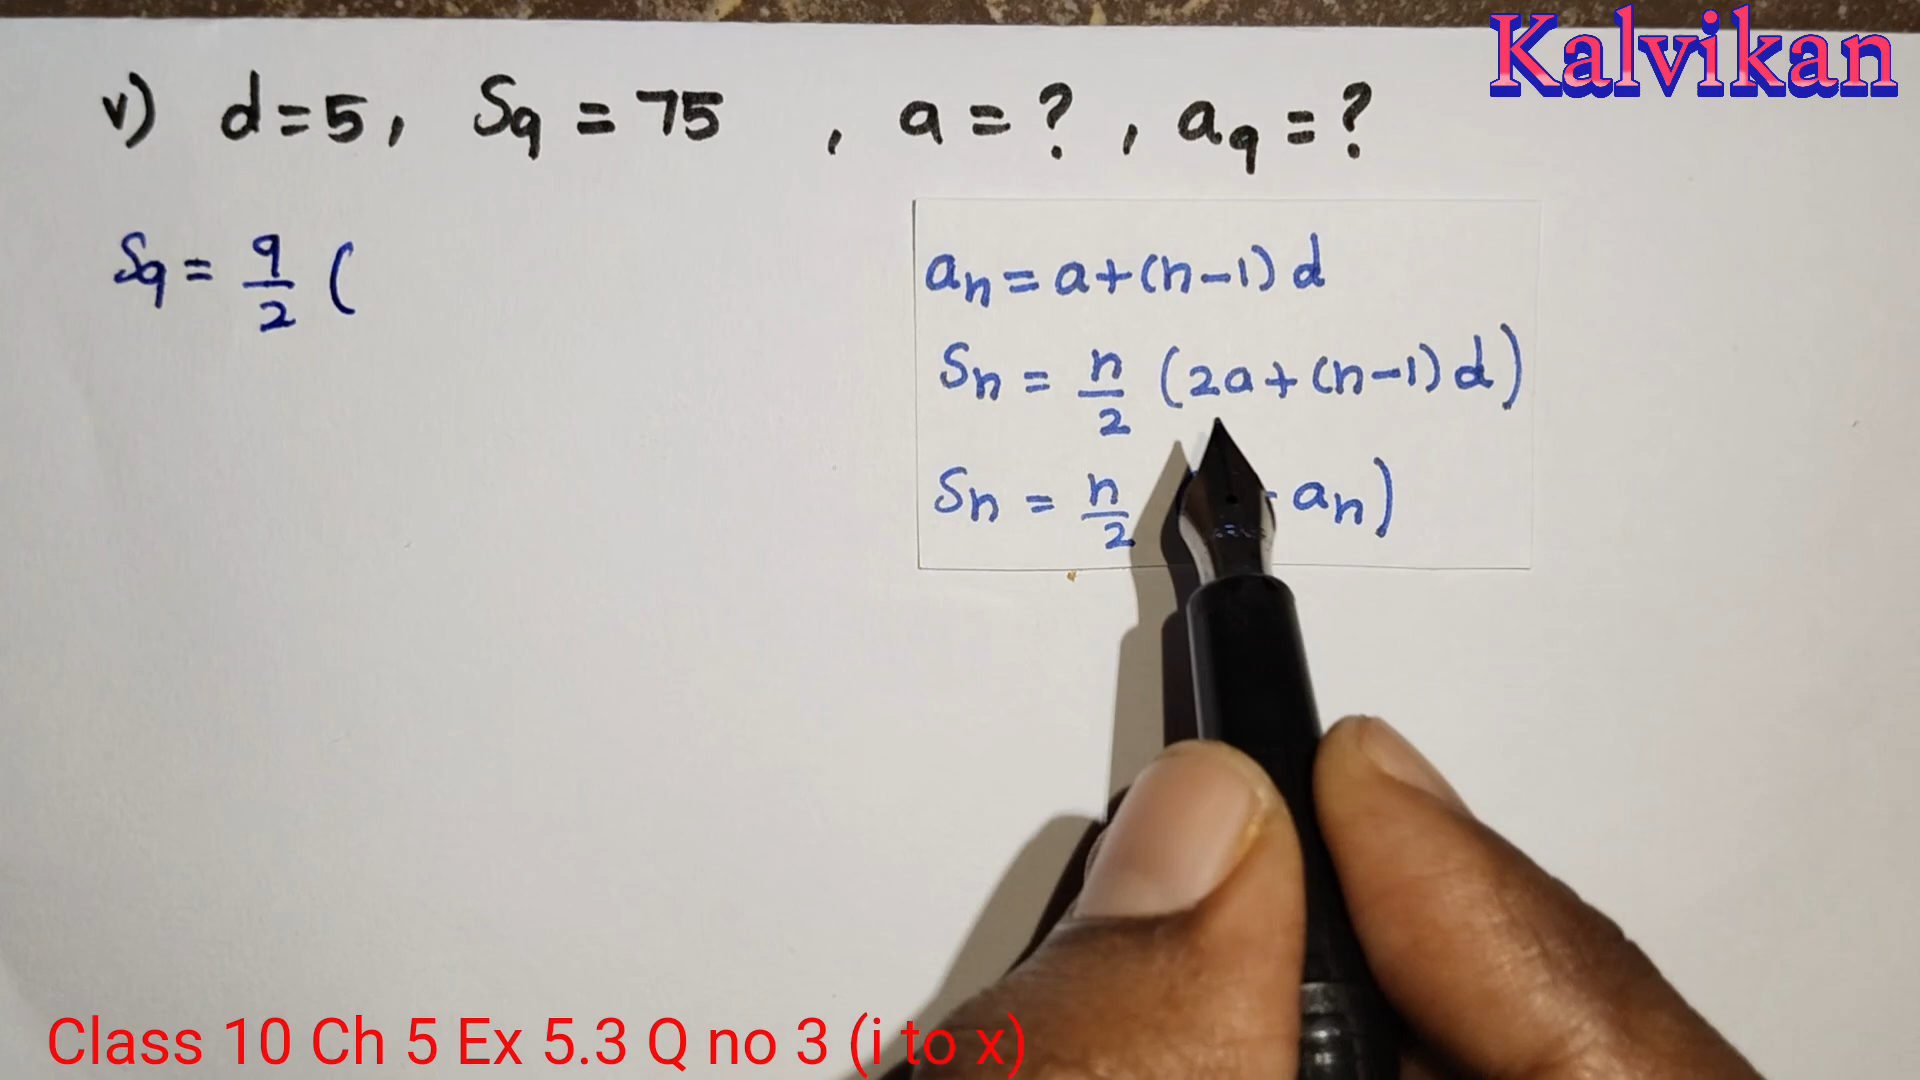 Kalvikan
v) d=5, S₉ = 75 , a = ? , a₉ = ?
S₉ = 9/2 (
aₙ = a+(n-1) d
Sₙ = n/2 (2a+(n-1) d)
Sₙ = n/2 aₙ)
Class 10 Ch 5 Ex 5.3 Q no 3 (i to x)